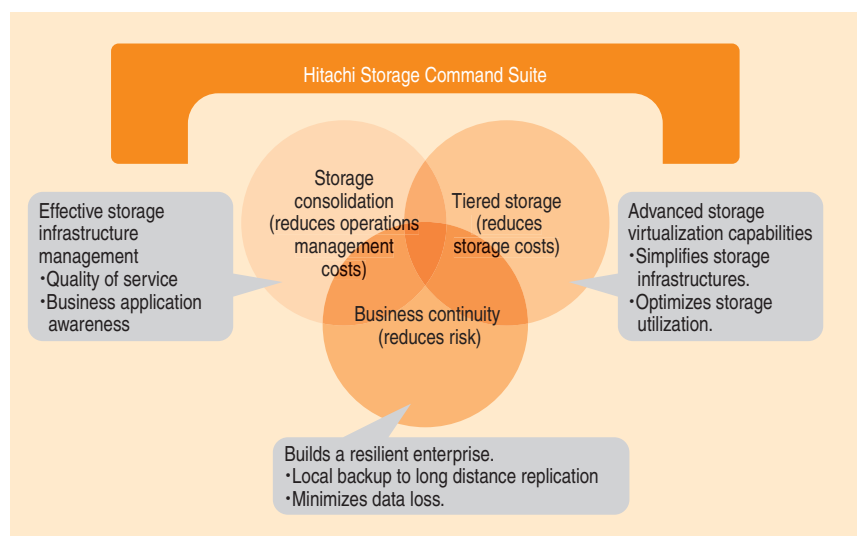 Hitachi Storage Command Suite
Storage
consolidation
(reduces operations
management
costs)
Tiered storage
(reduces
storage costs)
Business continuity
(reduces risk)
Effective storage
infrastructure
management
・Quality of service
・Business application
awareness
Advanced storage
virtualization capabilities
・Simplifies storage
infrastructures.
・Optimizes storage
utilization.
Builds a resilient enterprise.
・Local backup to long distance replication
・Minimizes data loss.